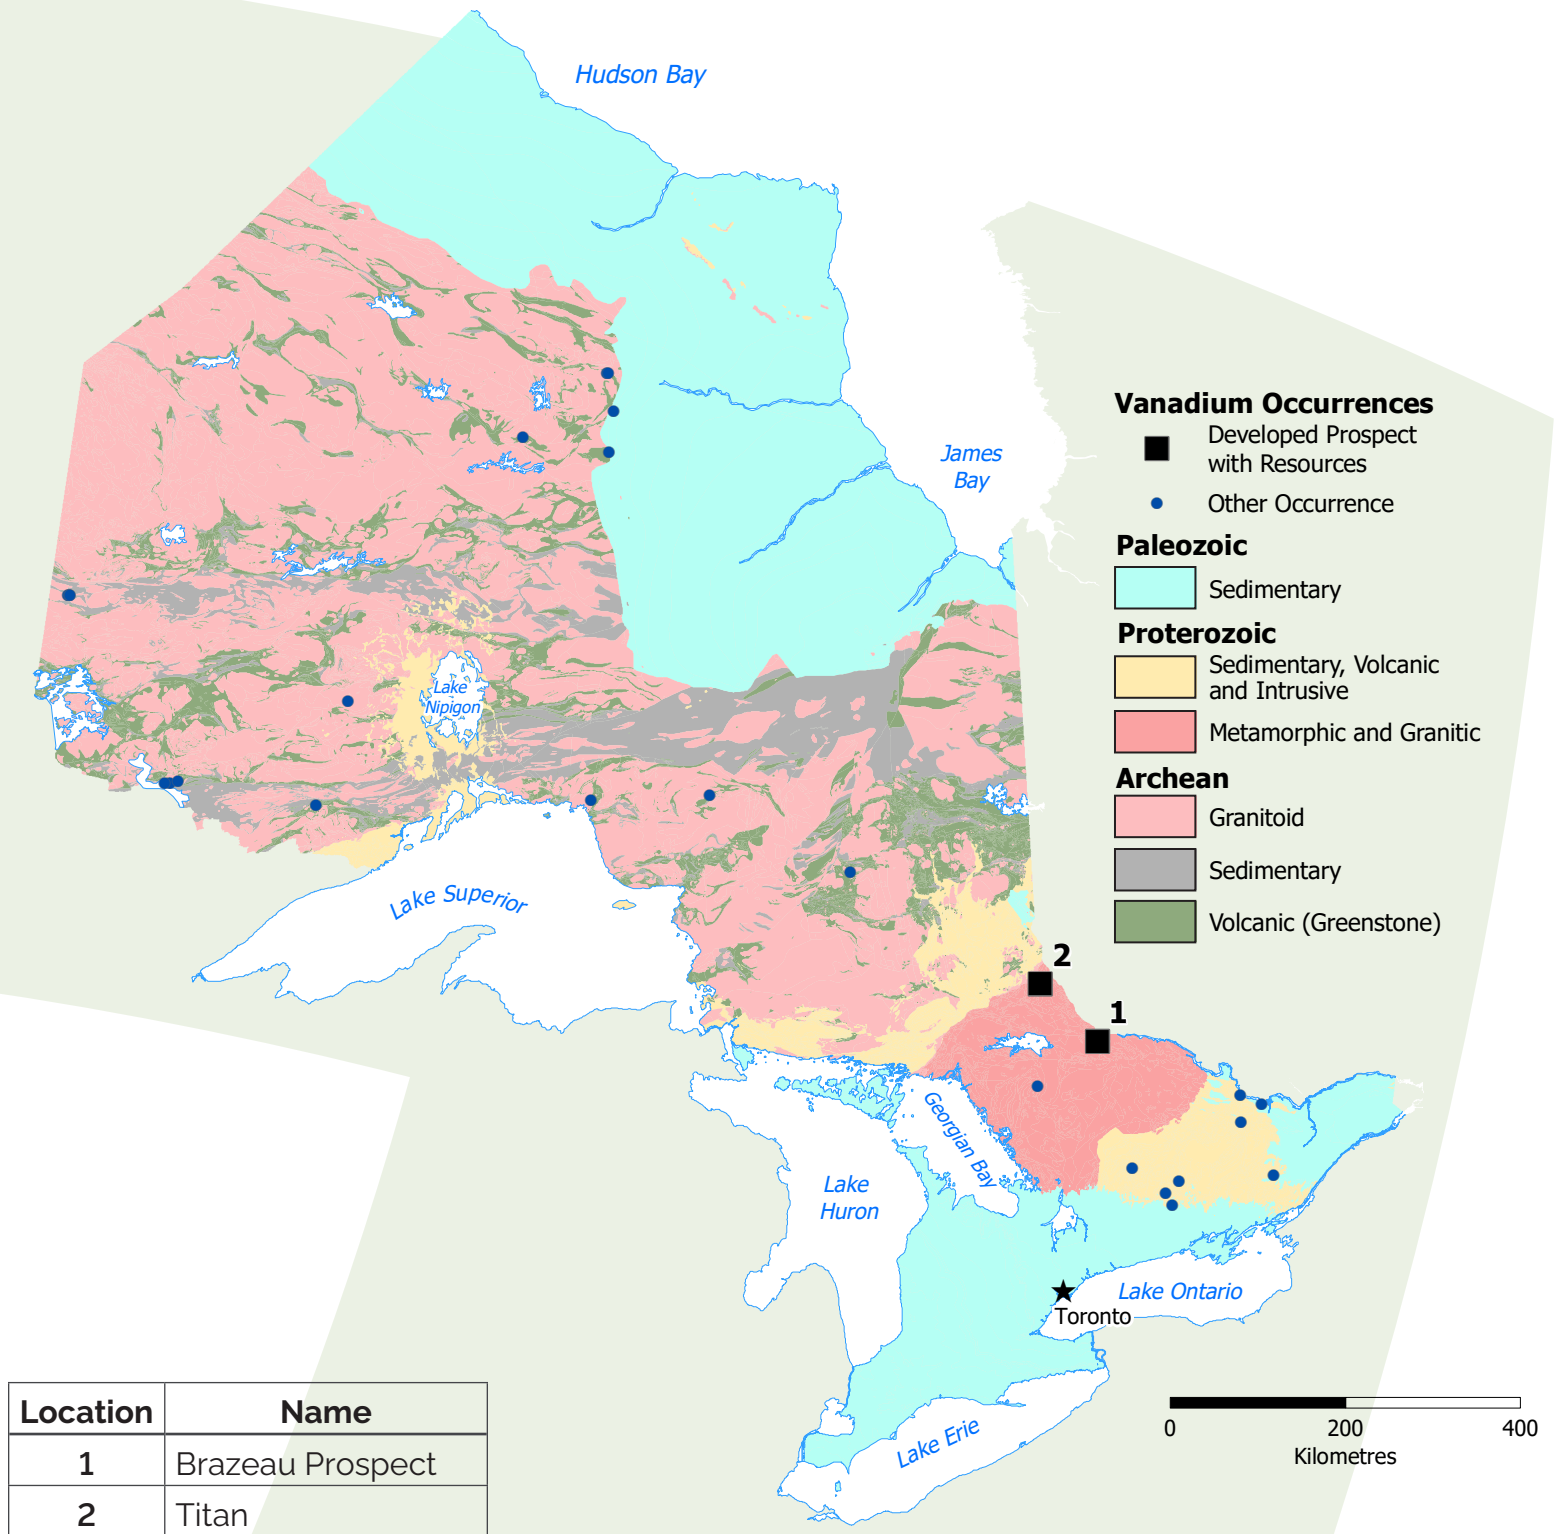 Hudson Bay
James
Bay
Vanadium Occurrences
Developed Prospect
with Resources
Other Occurrence
Paleozoic
Sedimentary
Proterozoic
Sedimentary, Volcanic
and Intrusive
Metamorphic and Granitic
Archean
Granitoid
Sedimentary
Volcanic (Greenstone)
Lake
Nipigon
Lake Superior
2
1
Georgian Bay
Lake
Huron
Lake Ontario
Toronto
Lake Erie
0 200 400
Kilometres
Location Name
1 Brazeau Prospect
2 Titan